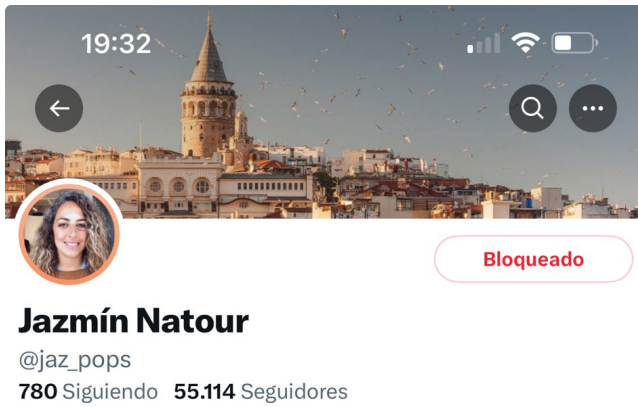 19:32
Bloqueado
Jazmín Natour
@jaz_pops
780 Siguiendo 55.114 Seguidores